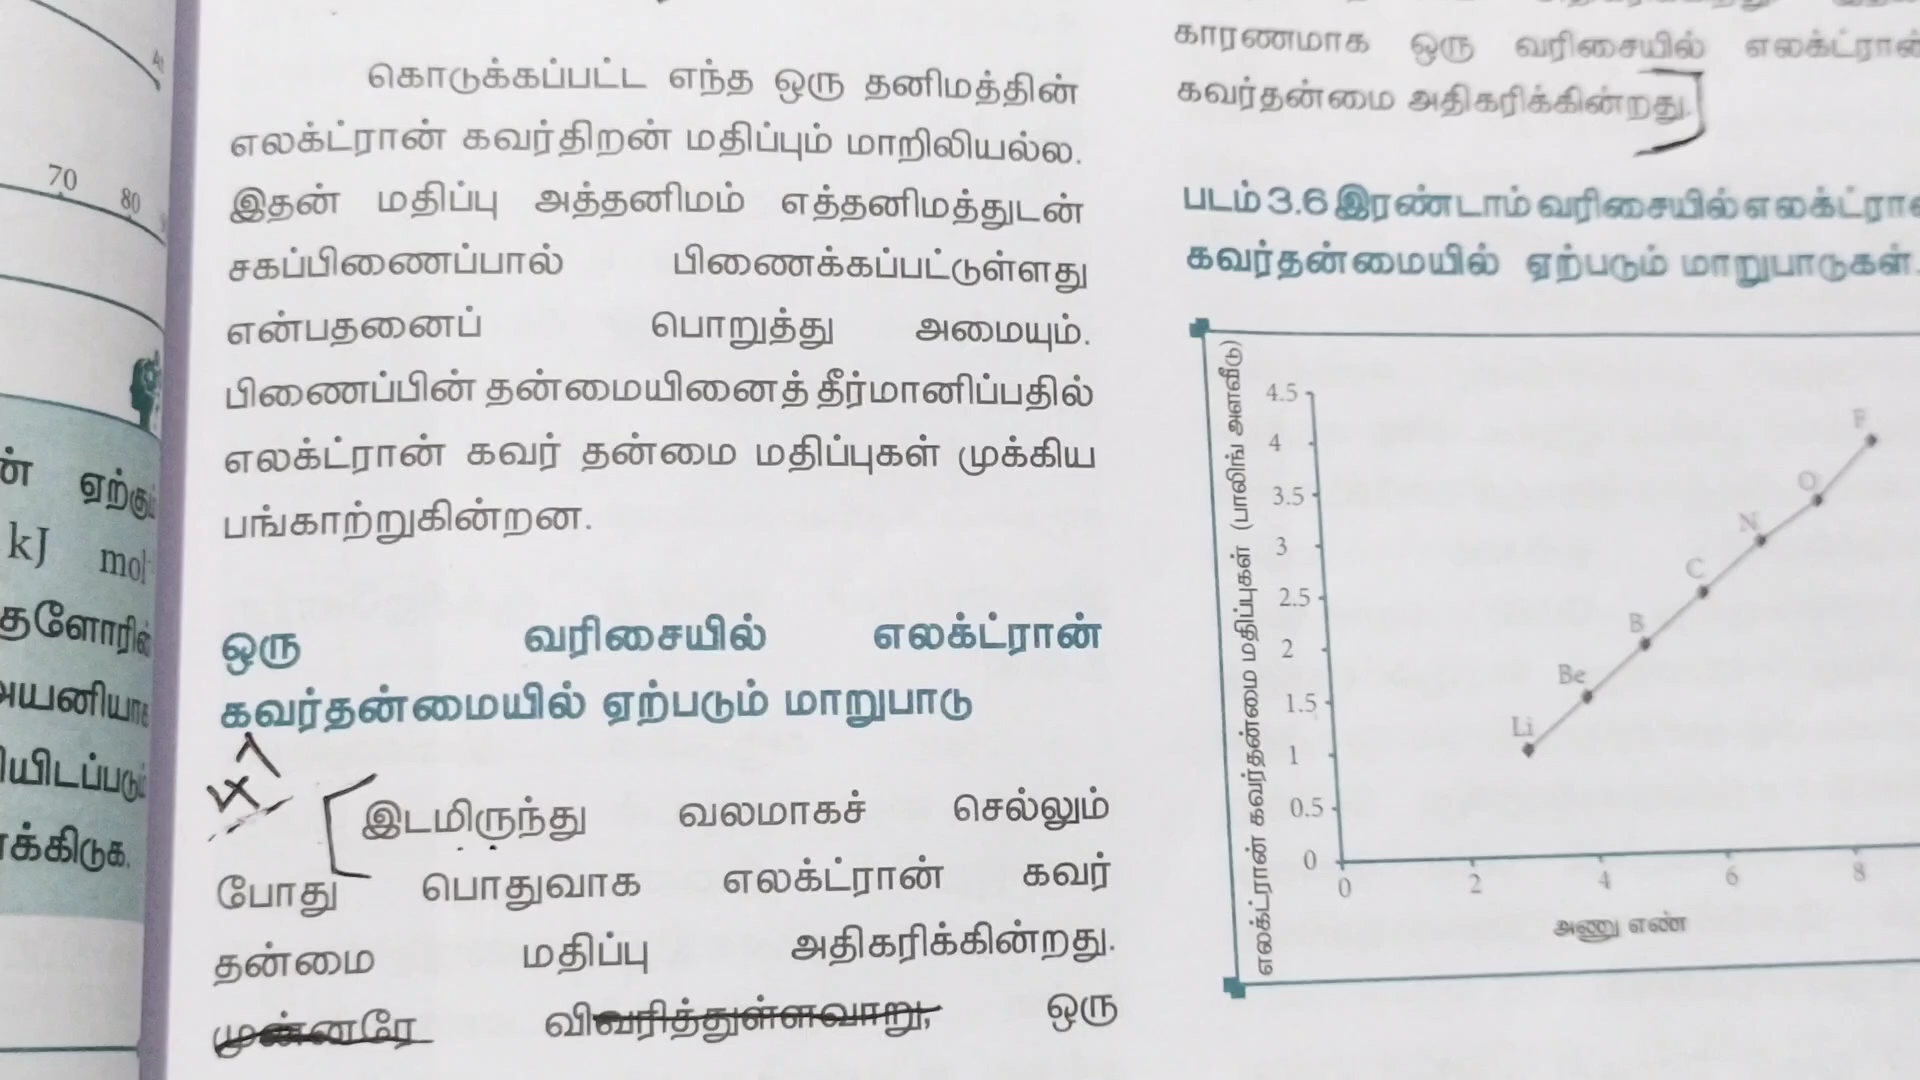 70
80
ன் ஏற்கும்
kJ mol
கொடுக்கப்பட்ட எந்த ஒரு தனிமத்தின்
எலக்ட்ரான் கவர்திறன் மதிப்பும் மாறிலியல்ல.
இதன் மதிப்பு அத்தனிமம் எத்தனிமத்துடன்
சகப்பிணைப்பால் பிணைக்கப்பட்டுள்ளது
என்பதனைப் பொறுத்து அமையும்.
பிணைப்பின் தன்மையினைத் தீர்மானிப்பதில்
எலக்ட்ரான் கவர் தன்மை மதிப்புகள் முக்கிய
பங்காற்றுகின்றன.
ஒரு வரிசையில் எலக்ட்ரான்
கவர்தன்மையில் ஏற்படும் மாறுபாடு
47
இடமிருந்து வலமாகச் செல்லும்
போது பொதுவாக எலக்ட்ரான் கவர்
தன்மை மதிப்பு அதிகரிக்கின்றது.
முன்னரே விவரித்துள்ளவாறு, ஒரு
காரணமாக ஒரு வரிசையில் எலக்ட்ரான்
கவர்தன்மை அதிகரிக்கின்றது.
படம் 3.6 இரண்டாம் வரிசையில் எலக்ட்ரான்
கவர்தன்மையில் ஏற்படும் மாறுபாடுகள்.
எலக்ட்ரான் கவர்தன்மை மதிப்புகள் (பாலிங் அளவீடு)
4.5
4
3.5
3
2.5
2
1.5
1
0.5
0
F
O
N
C
B
Be
Li
0 2 4 6 8
அணு எண்